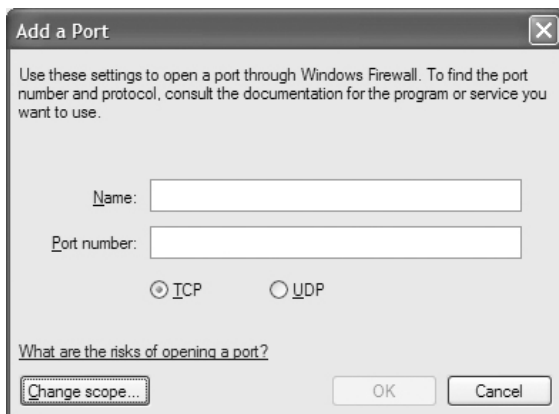 Add a Port
Use these settings to open a port through Windows Firewall. To find the port
number and protocol, consult the documentation for the program or service you
want to use.
Name:
Port number:
TCP UDP
What are the risks of opening a port?
Change scope... OK Cancel